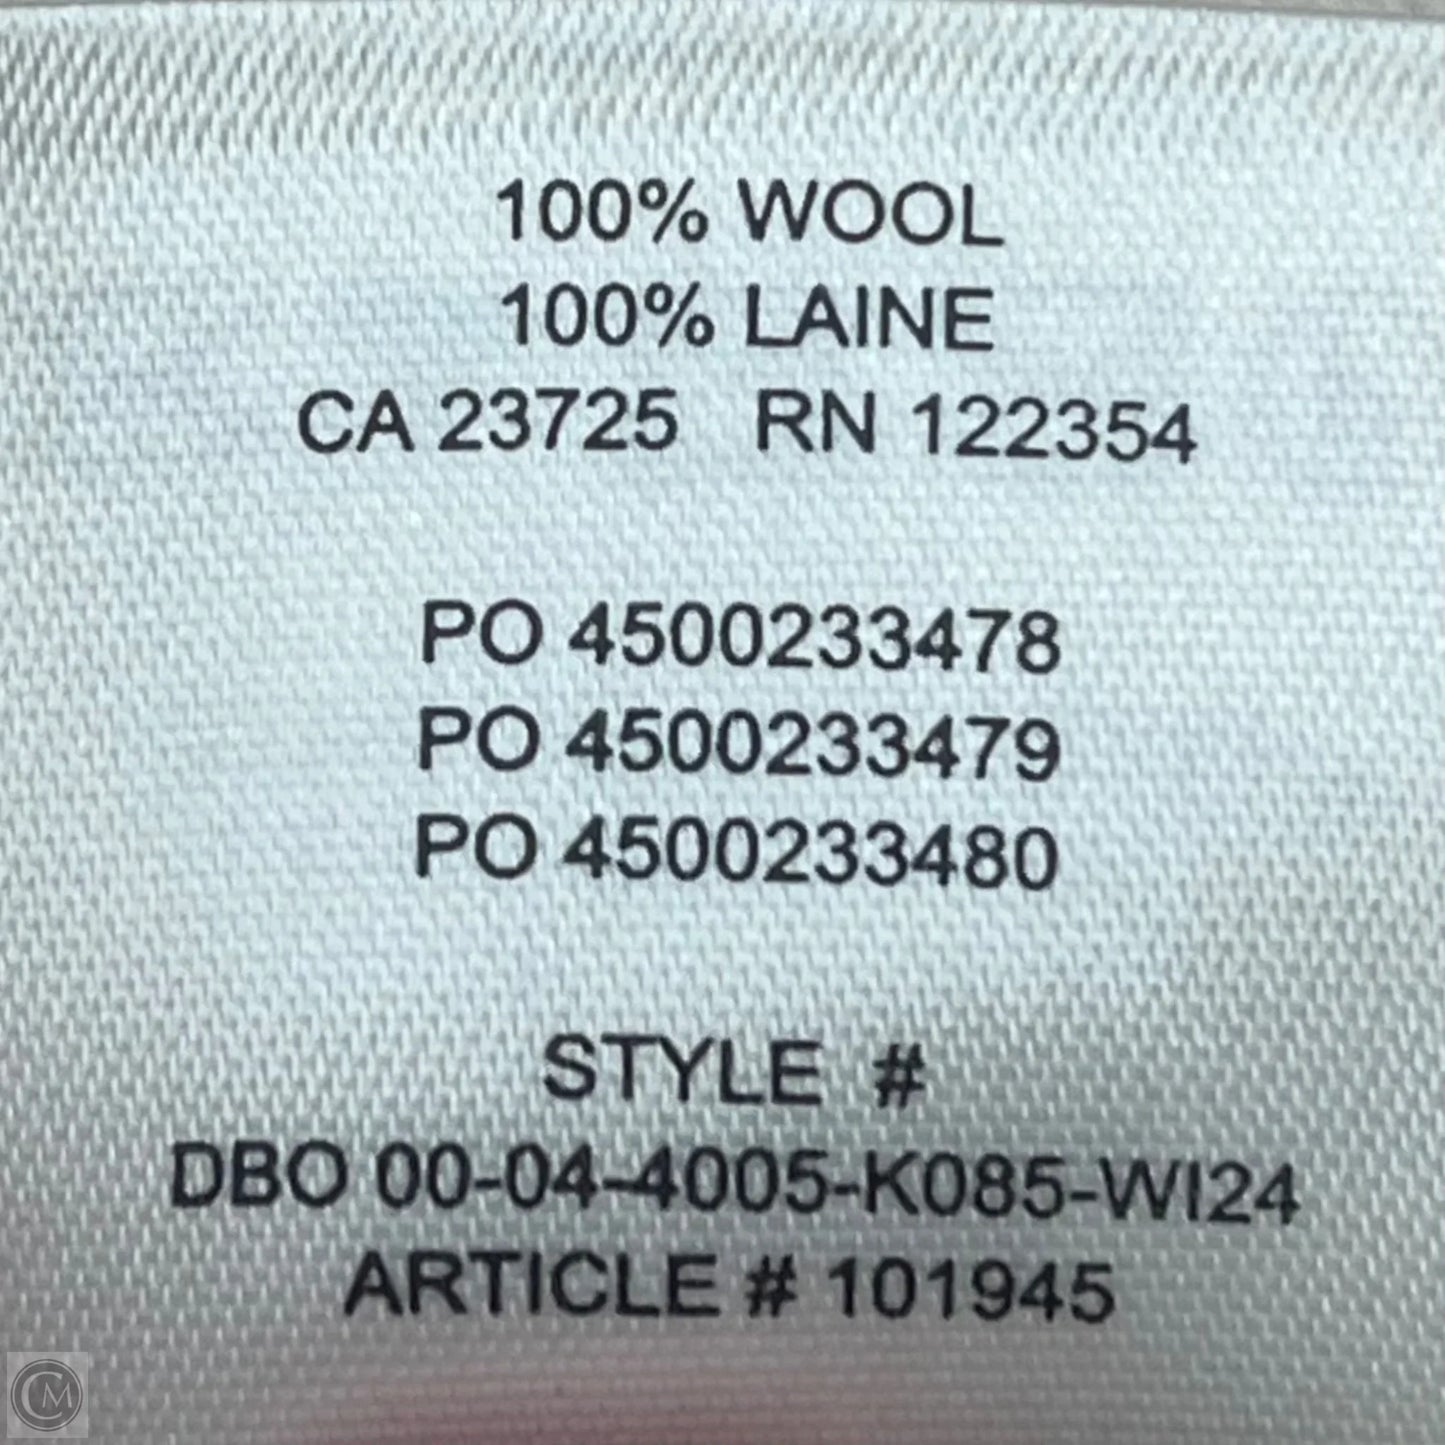 100% WOOL
100% LAINE
CA 23725 RN 122354
PO 4500233478
PO 4500233479
PO 4500233480
STYLE #
DBO 00-04-4005-K085-WI24
ARTICLE # 101945
CM